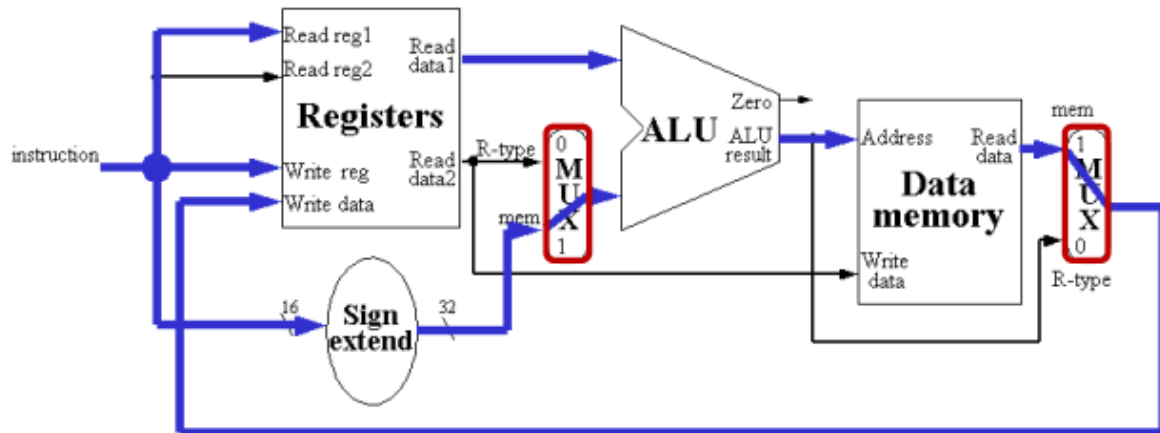 instruction
Read reg1
Read reg2
Registers
Write reg
Write data
Read
data1
Read
data2
16
Sign
extend
32
R-type
mem
0
M
U
X
1
ALU
Zero
ALU
result
Address
Read
data
Data
memory
Write
data
mem
1
M
U
X
0
R-type